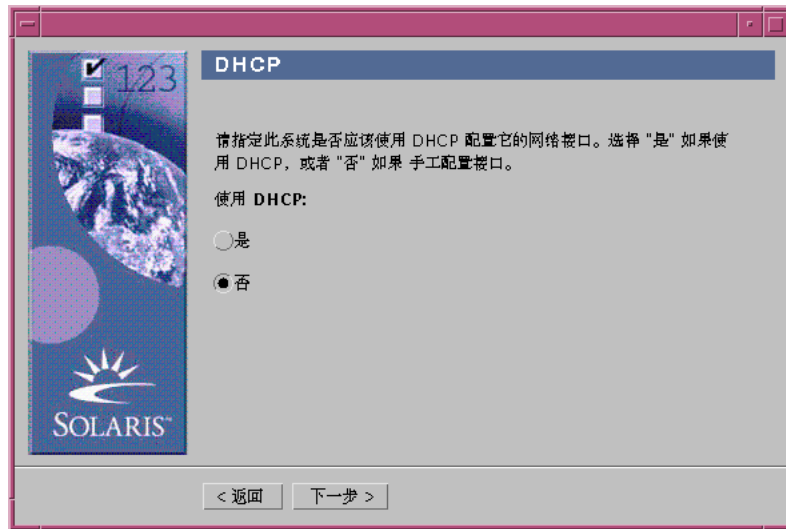 123
DHCP
请指定此系统是否应该使用 DHCP 配置它的网络接口。选择 "是" 如果使
用 DHCP，或者 "否" 如果 手工配置接口。
使用 DHCP:
是
否
SOLARIS™
< 返回
下一步 >